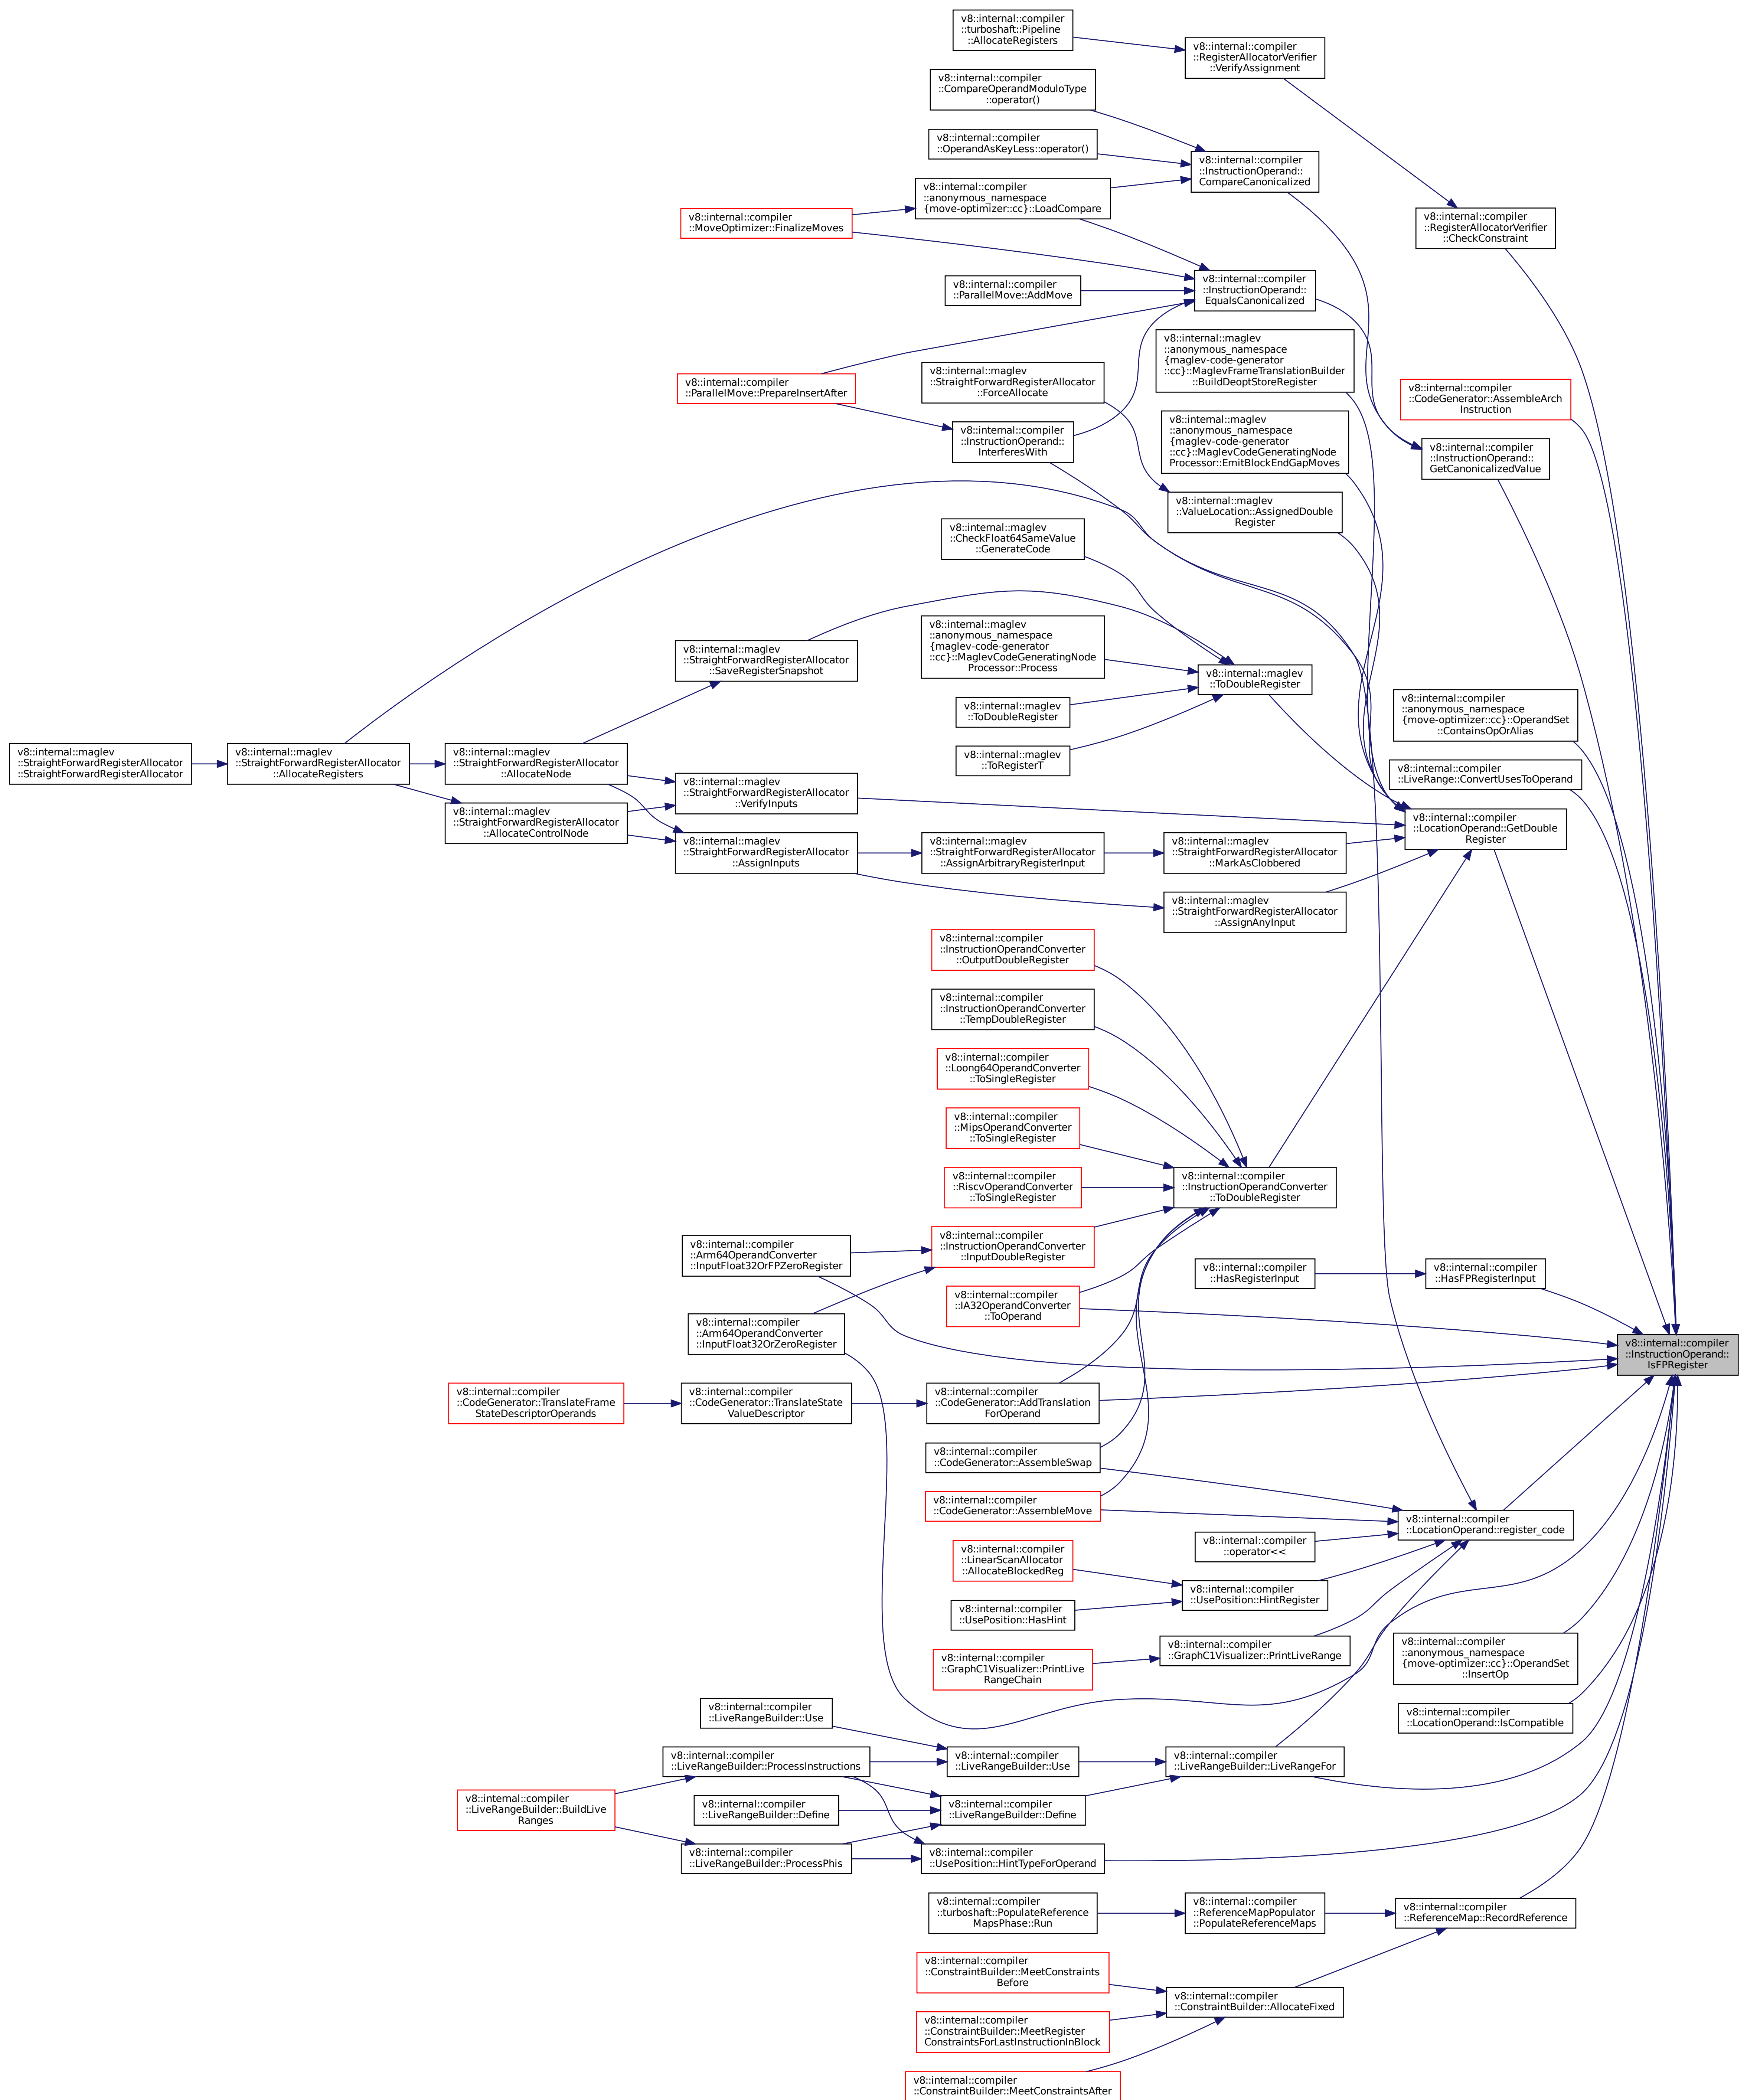 v8::internal::compiler
::turboshaft::Pipeline
::AllocateRegisters
v8::internal::compiler
::RegisterAllocatorVerifier
::VerifyAssignment
v8::internal::compiler
::CompareOperandModuloType
::operator()
v8::internal::compiler
::OperandAsKeyLess::operator()
v8::internal::compiler
::InstructionOperand::
CompareCanonicalized
v8::internal::compiler
::anonymous_namespace
{move-optimizer::cc}::LoadCompare
v8::internal::compiler
::MoveOptimizer::FinalizeMoves
v8::internal::compiler
::RegisterAllocatorVerifier
::CheckConstraint
v8::internal::compiler
::InstructionOperand::
EqualsCanonicalized
v8::internal::compiler
::ParallelMove::AddMove
v8::internal::maglev
::anonymous_namespace
{maglev-code-generator
::cc}::MaglevFrameTranslationBuilder
::BuildDeoptStoreRegister
v8::internal::compiler
::ParallelMove::PrepareInsertAfter
v8::internal::maglev
::StraightForwardRegisterAllocator
::ForceAllocate
v8::internal::compiler
::CodeGenerator::AssembleArch
Instruction
v8::internal::compiler
::InstructionOperand::
InterferesWith
v8::internal::maglev
::anonymous_namespace
{maglev-code-generator
::cc}::MaglevCodeGeneratingNode
Processor::EmitBlockEndGapMoves
v8::internal::compiler
::InstructionOperand::
GetCanonicalizedValue
v8::internal::maglev
::ValueLocation::AssignedDouble
Register
v8::internal::maglev
::CheckFloat64SameValue
::GenerateCode
v8::internal::maglev
::anonymous_namespace
{maglev-code-generator
::cc}::MaglevCodeGeneratingNode
Processor::Process
v8::internal::maglev
::StraightForwardRegisterAllocator
::SaveRegisterSnapshot
v8::internal::maglev
::ToDoubleRegister
v8::internal::maglev
::ToDoubleRegister
v8::internal::compiler
::anonymous_namespace
{move-optimizer::cc}::OperandSet
::ContainsOpOrAlias
v8::internal::maglev
::ToRegisterT
v8::internal::maglev
::StraightForwardRegisterAllocator
::StraightForwardRegisterAllocator
v8::internal::maglev
::StraightForwardRegisterAllocator
::AllocateRegisters
v8::internal::maglev
::StraightForwardRegisterAllocator
::AllocateNode
v8::internal::compiler
::LiveRange::ConvertUsesToOperand
v8::internal::maglev
::StraightForwardRegisterAllocator
::VerifyInputs
v8::internal::maglev
::StraightForwardRegisterAllocator
::AllocateControlNode
v8::internal::compiler
::LocationOperand::GetDouble
Register
v8::internal::maglev
::StraightForwardRegisterAllocator
::AssignInputs
v8::internal::maglev
::StraightForwardRegisterAllocator
::AssignArbitraryRegisterInput
v8::internal::maglev
::StraightForwardRegisterAllocator
::MarkAsClobbered
v8::internal::maglev
::StraightForwardRegisterAllocator
::AssignAnyInput
v8::internal::compiler
::InstructionOperandConverter
::OutputDoubleRegister
v8::internal::compiler
::InstructionOperandConverter
::TempDoubleRegister
v8::internal::compiler
::Loong64OperandConverter
::ToSingleRegister
v8::internal::compiler
::MipsOperandConverter
::ToSingleRegister
v8::internal::compiler
::RiscvOperandConverter
::ToSingleRegister
v8::internal::compiler
::InstructionOperandConverter
::ToDoubleRegister
v8::internal::compiler
::InstructionOperandConverter
::InputDoubleRegister
v8::internal::compiler
::Arm64OperandConverter
::InputFloat32OrFPZeroRegister
v8::internal::compiler
::HasRegisterInput
v8::internal::compiler
::HasFPRegisterInput
v8::internal::compiler
::IA32OperandConverter
::ToOperand
v8::internal::compiler
::Arm64OperandConverter
::InputFloat32OrZeroRegister
v8::internal::compiler
::InstructionOperand::
IsFPRegister
v8::internal::compiler
::CodeGenerator::TranslateFrame
StateDescriptorOperands
v8::internal::compiler
::CodeGenerator::TranslateState
ValueDescriptor
v8::internal::compiler
::CodeGenerator::AddTranslation
ForOperand
v8::internal::compiler
::CodeGenerator::AssembleSwap
v8::internal::compiler
::CodeGenerator::AssembleMove
v8::internal::compiler
::LocationOperand::register_code
v8::internal::compiler
::operator<<
v8::internal::compiler
::LinearScanAllocator
::AllocateBlockedReg
v8::internal::compiler
::UsePosition::HintRegister
v8::internal::compiler
::UsePosition::HasHint
v8::internal::compiler
::GraphC1Visualizer::PrintLiveRange
v8::internal::compiler
::anonymous_namespace
{move-optimizer::cc}::OperandSet
::InsertOp
v8::internal::compiler
::GraphC1Visualizer::PrintLive
RangeChain
v8::internal::compiler
::LiveRangeBuilder::Use
v8::internal::compiler
::LocationOperand::IsCompatible
v8::internal::compiler
::LiveRangeBuilder::ProcessInstructions
v8::internal::compiler
::LiveRangeBuilder::Use
v8::internal::compiler
::LiveRangeBuilder::LiveRangeFor
v8::internal::compiler
::LiveRangeBuilder::BuildLive
Ranges
v8::internal::compiler
::LiveRangeBuilder::Define
v8::internal::compiler
::LiveRangeBuilder::Define
v8::internal::compiler
::LiveRangeBuilder::ProcessPhis
v8::internal::compiler
::UsePosition::HintTypeForOperand
v8::internal::compiler
::turboshaft::PopulateReference
MapsPhase::Run
v8::internal::compiler
::ReferenceMapPopulator
::PopulateReferenceMaps
v8::internal::compiler
::ReferenceMap::RecordReference
v8::internal::compiler
::ConstraintBuilder::MeetConstraints
Before
v8::internal::compiler
::ConstraintBuilder::AllocateFixed
v8::internal::compiler
::ConstraintBuilder::MeetRegister
ConstraintsForLastInstructionInBlock
v8::internal::compiler
::ConstraintBuilder::MeetConstraintsAfter